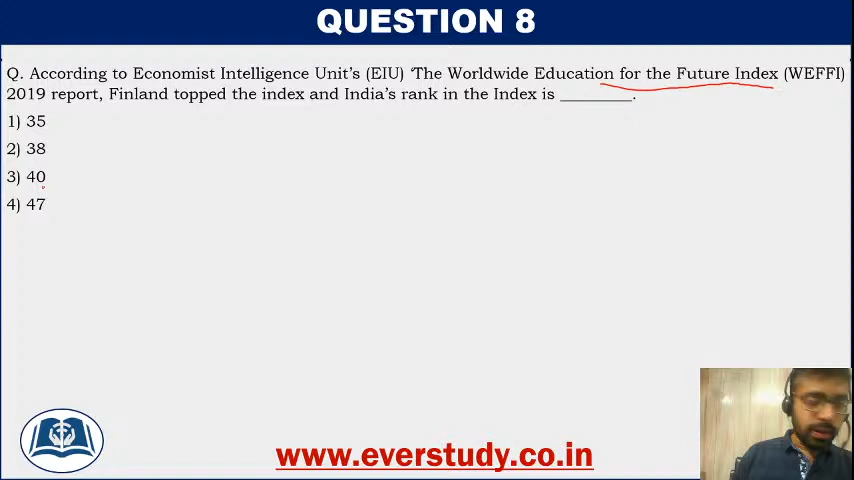 QUESTION 8
Q. According to Economist Intelligence Unit's (EIU) 'The Worldwide Education for the Future Index (WEFFI)
2019 report, Finland topped the index and India's rank in the Index is ________.
1) 35
2) 38
3) 40
4) 47
www.everstudy.co.in